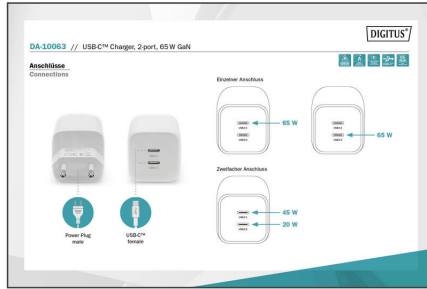 DIGITUS®
DA-10063 // USB-C™ Charger, 2-port, 65 W GaN
Anschlüsse
Connections
Einzelner Anschluss
65 W
65 W
Zweifacher Anschluss
45 W
20 W
Power Plug
male
USB-C™
female